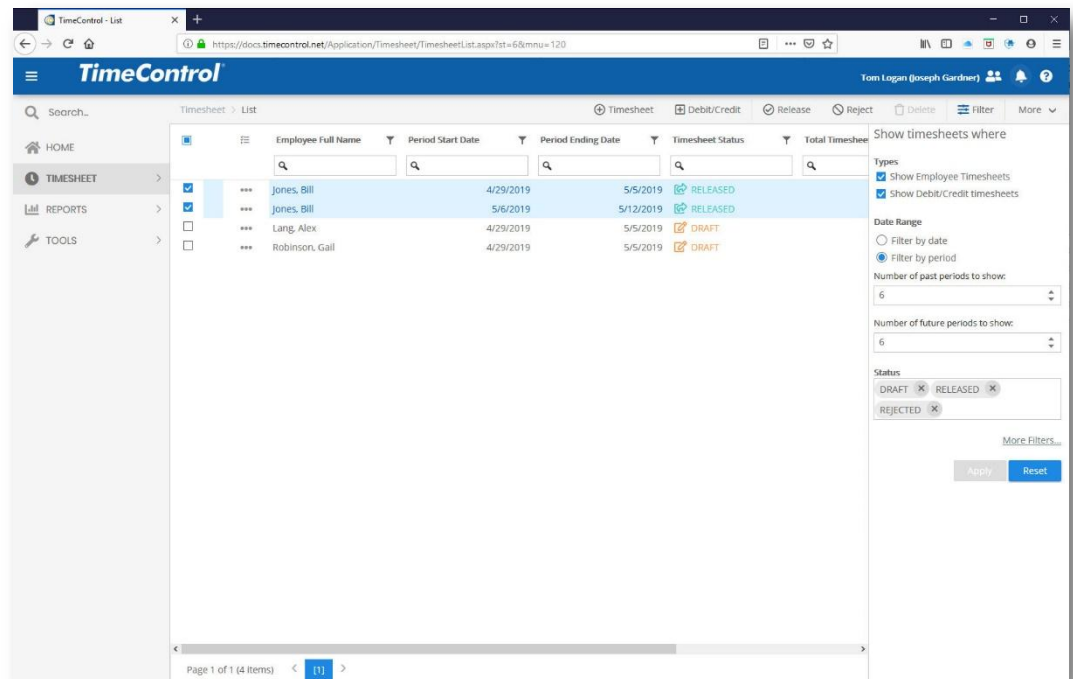 TimeControl - List
https://docs.timecontrol.net/Application/Timesheet/TimesheetList.aspx?st=6&mnu=120
TimeControl
Tom Logan (Joseph Gardner)
Search...
Timesheet > List
Timesheet
Debit/Credit
Release
Reject
Delete
Filter
More
HOME
TIMESHEET
REPORTS
TOOLS
Employee Full Name Period Start Date Period Ending Date Timesheet Status Total Timeshee
Jones, Bill 4/29/2019 5/5/2019 RELEASED
Jones, Bill 5/6/2019 5/12/2019 RELEASED
Lang, Alex 4/29/2019 5/5/2019 DRAFT
Robinson, Gail 4/29/2019 5/5/2019 DRAFT
Show timesheets where
Types
Show Employee Timesheets
Show Debit/Credit timesheets
Date Range
Filter by date
Filter by period
Number of past periods to show:
6
Number of future periods to show:
6
Status
DRAFT RELEASED
REJECTED
More Filters...
Apply Reset
Page 1 of 1 (4 items) < [1] >